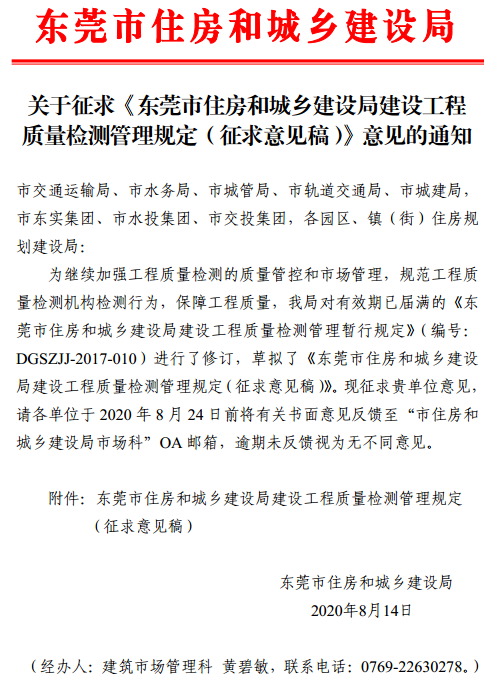 东莞市住房和城乡建设局
关于征求《东莞市住房和城乡建设局建设工程
质量检测管理规定（征求意见稿）》意见的通知
市交通运输局、市水务局、市城管局、市轨道交通局、市城建局，
市东实集团、市水投集团、市交投集团，各园区、镇（街）住房规
划建设局：
为继续加强工程质量检测的质量管控和市场管理，规范工程质
量检测机构检测行为，保障工程质量，我局对有效期已届满的《东
莞市住房和城乡建设局建设工程质量检测管理暂行规定》（编号：
DGSZJJ-2017-010）进行了修订，草拟了《东莞市住房和城乡建设
局建设工程质量检测管理规定（征求意见稿）》。现征求贵单位意见，
请各单位于 2020 年 8 月 24 日前将有关书面意见反馈至“市住房和
城乡建设局市场科”OA 邮箱，逾期未反馈视为无不同意见。
附件：东莞市住房和城乡建设局建设工程质量检测管理规定
（征求意见稿）
东莞市住房和城乡建设局
2020年8月14日
（经办人：建筑市场管理科 黄碧敏，联系电话：0769-22630278。）